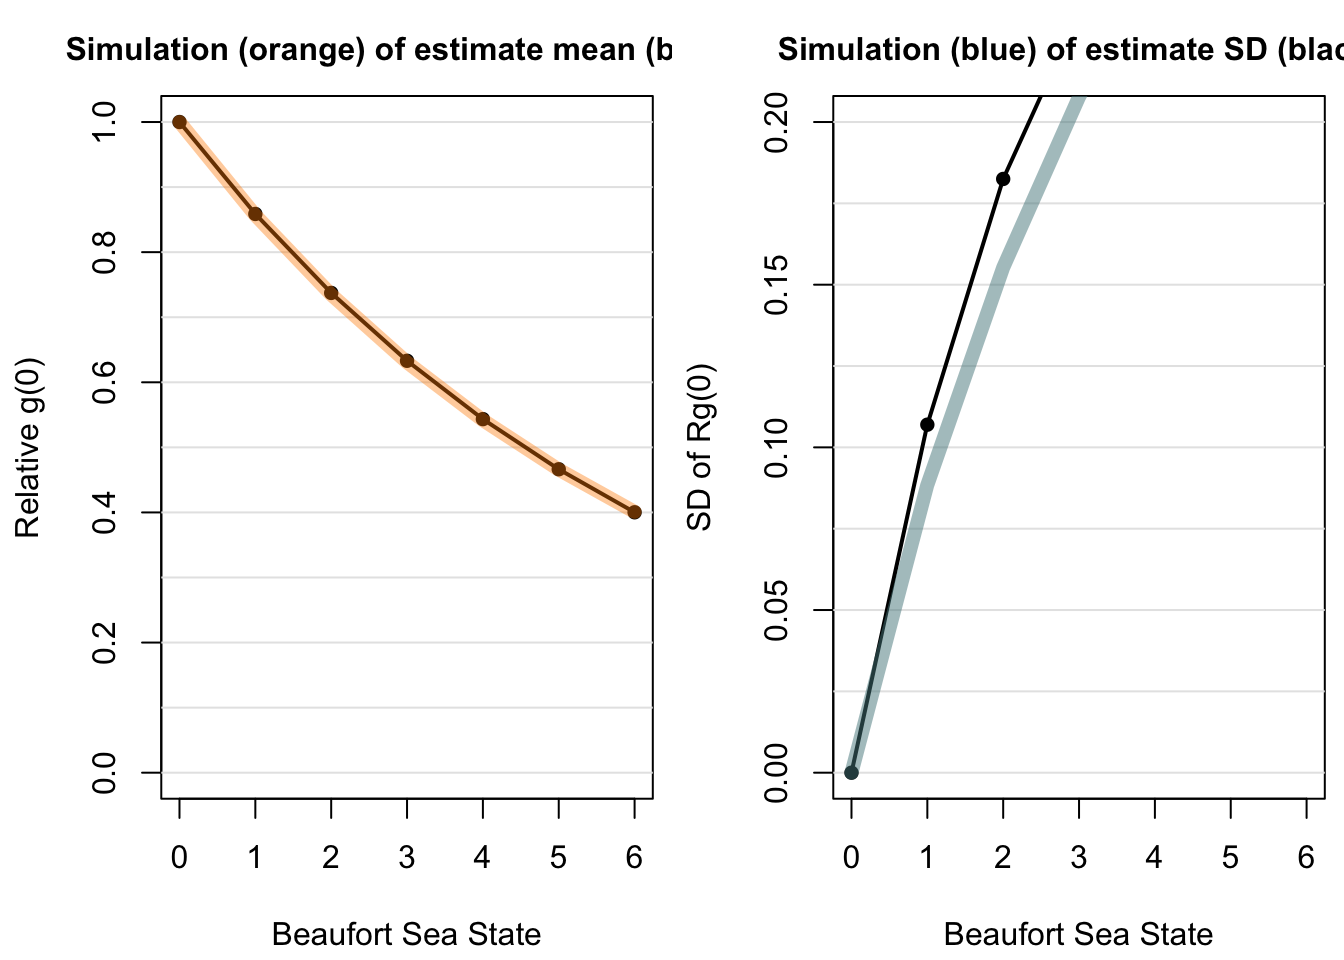 Simulation (orange) of estimate mean (b
Relative g(0)
1.0
0.8
0.6
0.4
0.2
0.0
0 1 2 3 4 5 6
Beaufort Sea State
Simulation (blue) of estimate SD (blac
SD of Rg(0)
0.20
0.15
0.10
0.05
0.00
0 1 2 3 4 5 6
Beaufort Sea State